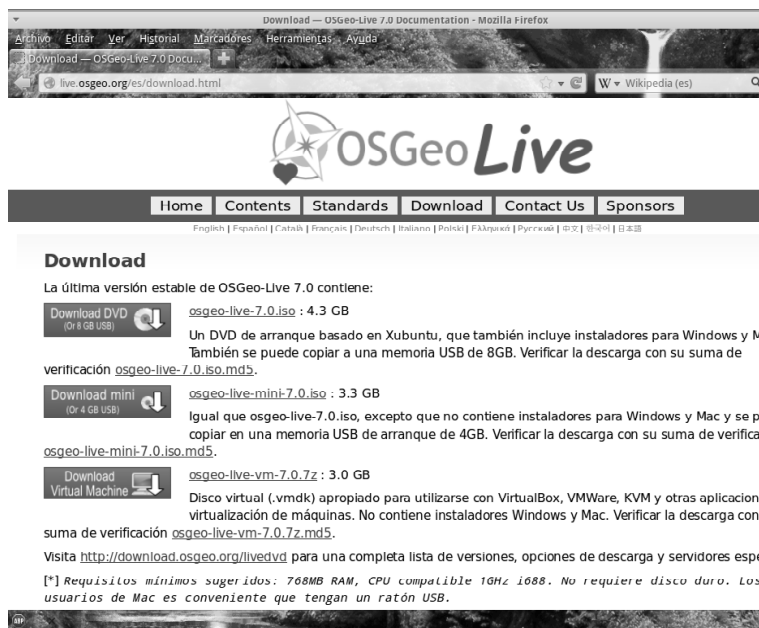 Download — OSGeo-Live 7.0 Documentation - Mozilla Firefox
Archivo Editar Ver Historial Marcadores Herramientas Ayuda
Download — OSGeo-Live 7.0 Docu...
live.osgeo.org/es/download.html
W Wikipedia (es)
OSGeo Live
Home Contents Standards Download Contact Us Sponsors
English | Español | Català | Français | Deutsch | Italiano | Polski | Ελληνικά | Русский | 中文 | 한국어 | 日本語
Download
La última versión estable de OSGeo-Live 7.0 contiene:
Download DVD
(Or 8 GB USB)
osgeo-live-7.0.iso : 4.3 GB
Un DVD de arranque basado en Xubuntu, que también incluye instaladores para Windows y M
También se puede copiar a una memoria USB de 8GB. Verificar la descarga con su suma de
verificación osgeo-live-7.0.iso.md5.
Download mini
(Or 4 GB USB)
osgeo-live-mini-7.0.iso : 3.3 GB
Igual que osgeo-live-7.0.iso, excepto que no contiene instaladores para Windows y Mac y se p
copiar en una memoria USB de arranque de 4GB. Verificar la descarga con su suma de verifica
osgeo-live-mini-7.0.iso.md5.
Download
Virtual Machine
osgeo-live-vm-7.0.7z : 3.0 GB
Disco virtual (.vmdk) apropiado para utilizarse con VirtualBox, VMWare, KVM y otras aplicacion
virtualización de máquinas. No contiene instaladores Windows y Mac. Verificar la descarga con
suma de verificación osgeo-live-vm-7.0.7z.md5.
Visita http://download.osgeo.org/livedvd para una completa lista de versiones, opciones de descarga y servidores espe
[*] Requisitos mínimos sugeridos: 768MB RAM, CPU compatible 1GHz i688. No requiere disco duro. Los
usuarios de Mac es conveniente que tengan un ratón USB.
ABP